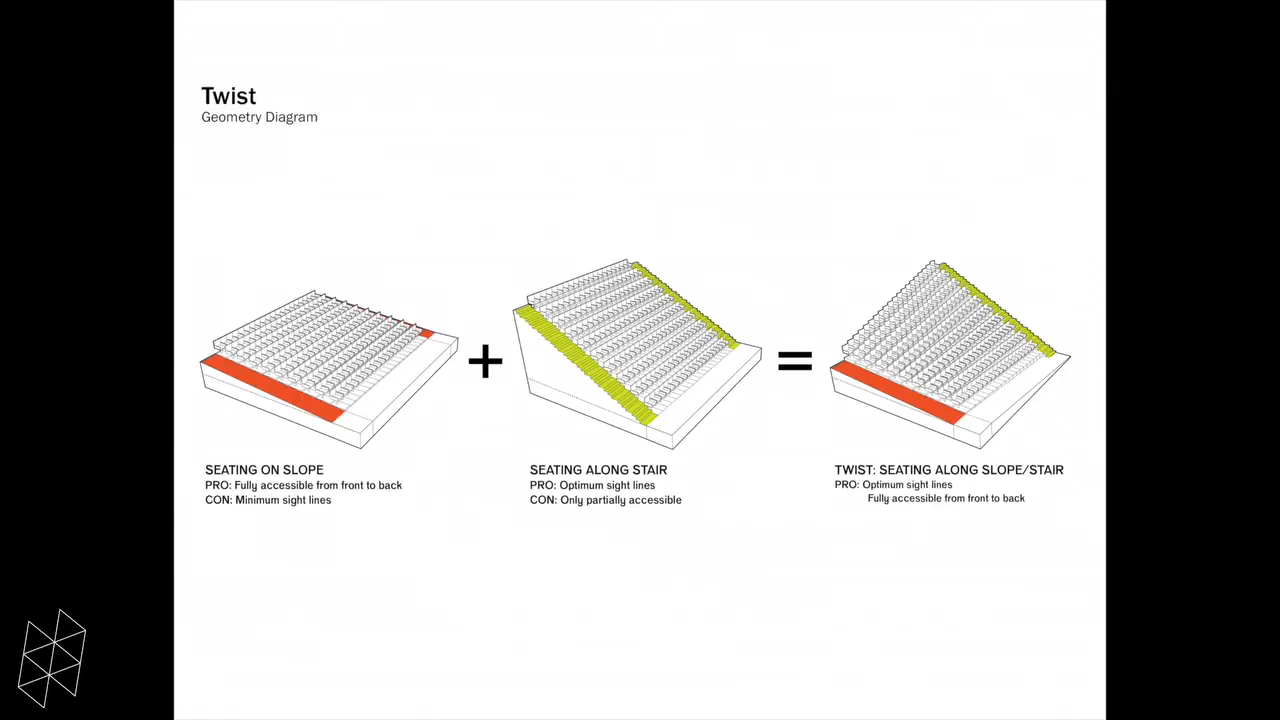 Twist
Geometry Diagram
+
=
SEATING ON SLOPE
PRO: Fully accessible from front to back
CON: Minimum sight lines
SEATING ALONG STAIR
PRO: Optimum sight lines
CON: Only partially accessible
TWIST: SEATING ALONG SLOPE/STAIR
PRO: Optimum sight lines
Fully accessible from front to back